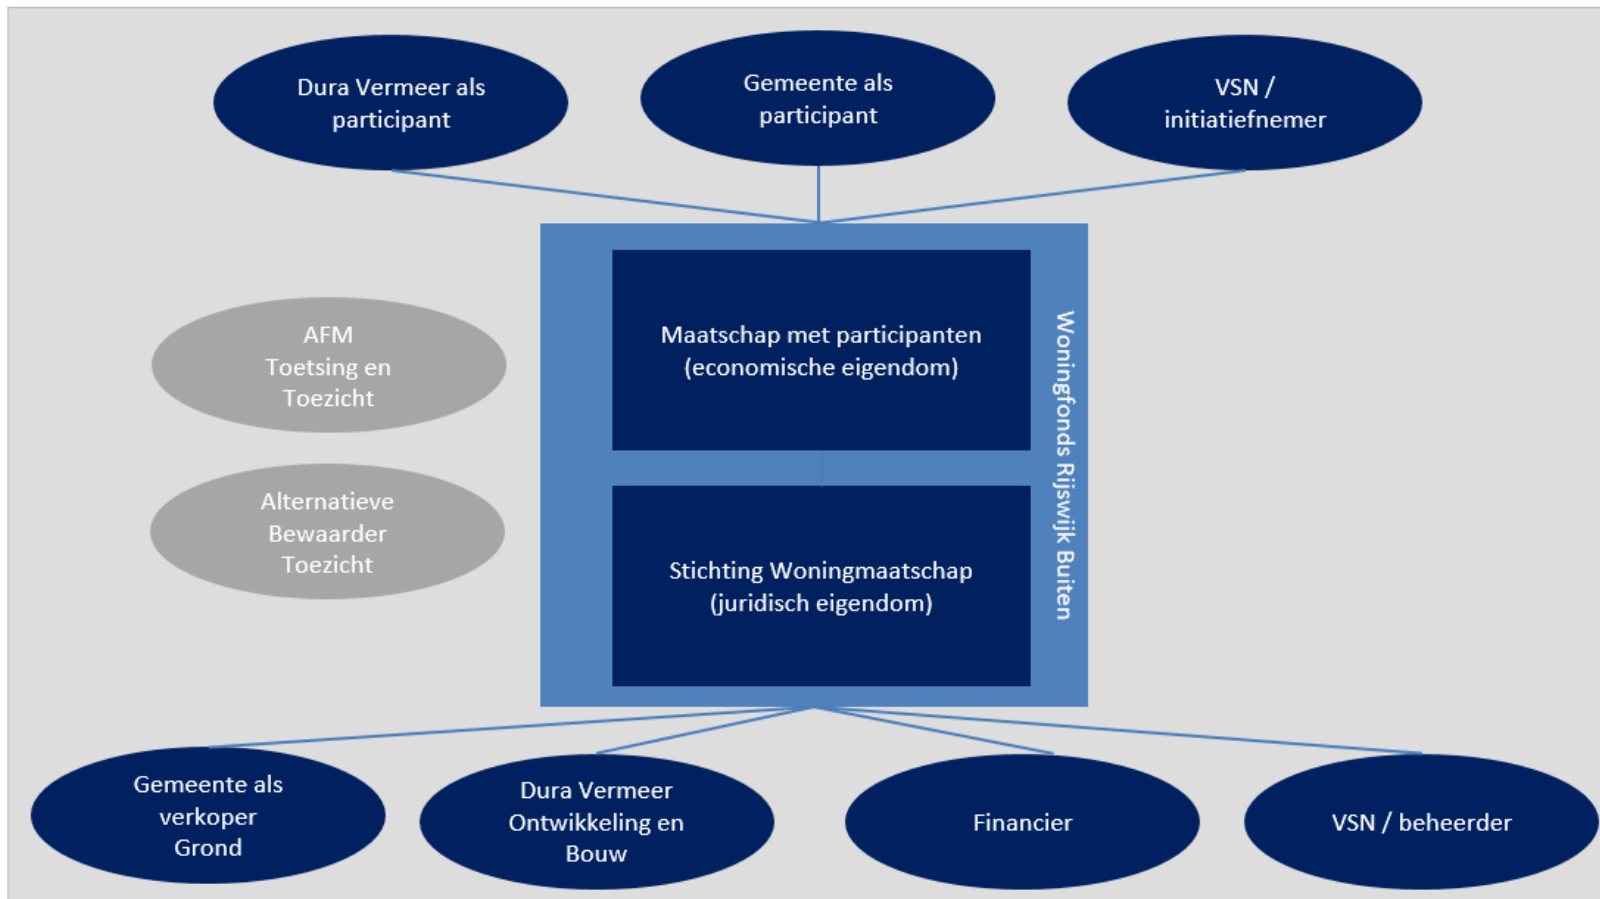 Dura Vermeer als
participant
Gemeente als
participant
VSN /
initiatiefnemer
AFM
Toetsing en
Toezicht
Alternatieve
Bewaarder
Toezicht
Maatschap met participanten
(economische eigendom)
Stichting Woningmaatschap
(juridisch eigendom)
Woningfonds Rijswijk Buiten
Gemeente als
verkoper
Grond
Dura Vermeer
Ontwikkeling en
Bouw
Financier
VSN / beheerder